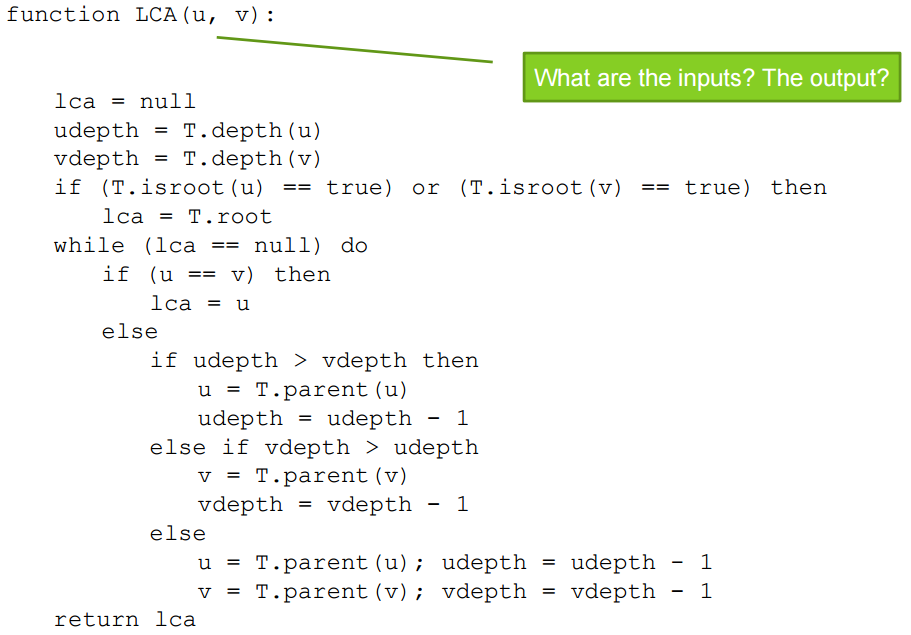 function LCA(u, v):
What are the inputs? The output?
lca = null
udepth = T.depth(u)
vdepth = T.depth(v)
if (T.isroot(u) == true) or (T.isroot(v) == true) then
lca = T.root
while (lca == null) do
if (u == v) then
lca = u
else
if udepth > vdepth then
u = T.parent(u)
udepth = udepth - 1
else if vdepth > udepth
v = T.parent(v)
vdepth = vdepth - 1
else
u = T.parent(u); udepth = udepth - 1
v = T.parent(v); vdepth = vdepth - 1
return lca